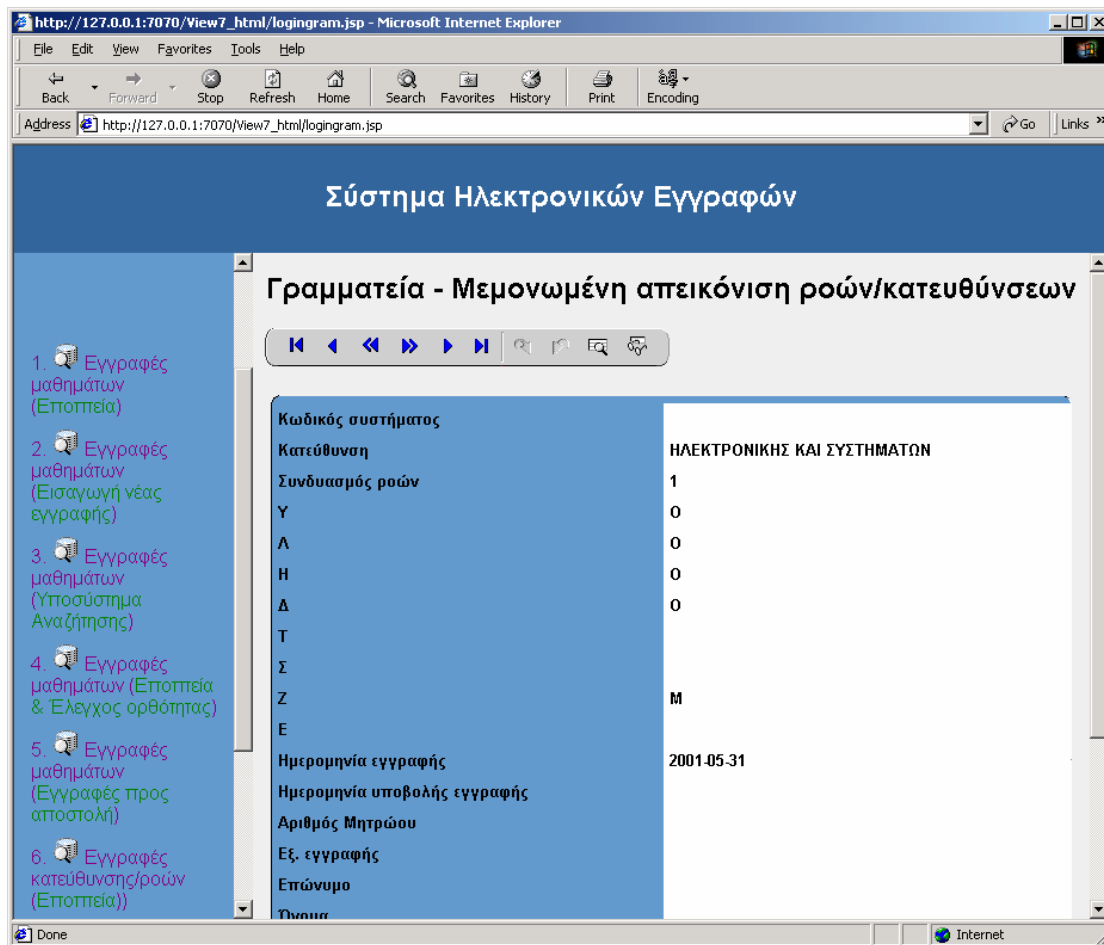 http://127.0.0.1:7070/View7_html/logingram.jsp - Microsoft Internet Explorer
File Edit View Favorites Tools Help
Back Forward Stop Refresh Home Search Favorites History Print Encoding
Address http://127.0.0.1:7070/View7_html/logingram.jsp Go Links »
Σύστημα Ηλεκτρονικών Εγγραφών
1. Εγγραφές
μαθημάτων
(Εποπτεία)
2. Εγγραφές
μαθημάτων
(Εισαγωγή νέας
εγγραφής)
3. Εγγραφές
μαθημάτων
(Υποσύστημα
Αναζήτησης)
4. Εγγραφές
μαθημάτων (Εποπτεία
& Έλεγχος ορθότητας)
5. Εγγραφές
μαθημάτων
(Εγγραφές προς
αποστολή)
6. Εγγραφές
κατεύθυνσης/ροών
(Εποπτεία))
Γραμματεία - Μεμονωμένη απεικόνιση ροών/κατευθύνσεων
Κωδικός συστήματος
Κατεύθυνση ΗΛΕΚΤΡΟΝΙΚΗΣ ΚΑΙ ΣΥΣΤΗΜΑΤΩΝ
Συνδυασμός ροών 1
Υ Ο
Λ Ο
Η Ο
Δ Ο
Τ
Σ
Ζ Μ
Ε
Ημερομηνία εγγραφής 2001-05-31
Ημερομηνία υποβολής εγγραφής
Αριθμός Μητρώου
Εξ. εγγραφής
Επώνυμο
Όνομα
Done Internet